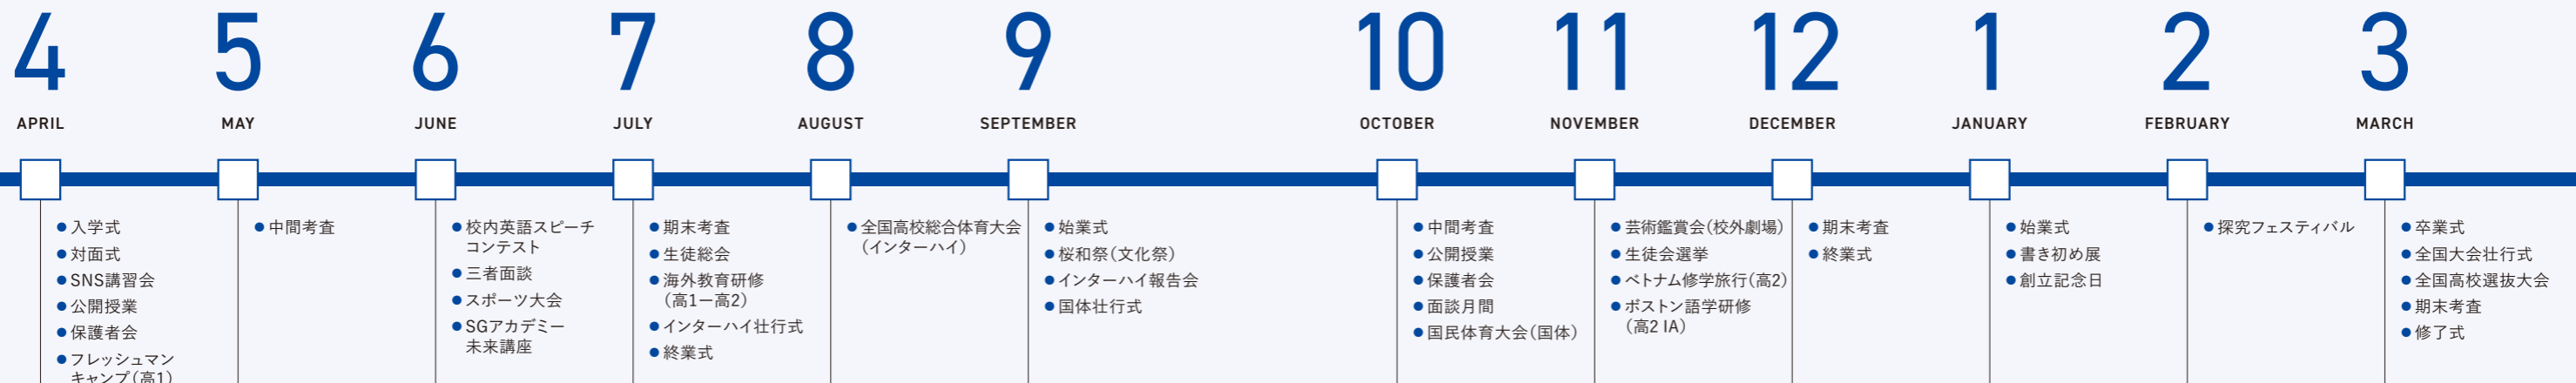 4
APRIL
●入学式
●対面式
●SNS講習会
●公開授業
●保護者会
●フレッシュマン
キャンプ(高1)
5
MAY
●中間考査
6
JUNE
●校内英語スピーチ
コンテスト
●三者面談
●スポーツ大会
●SGアカデミー
未来講座
7
JULY
●期末考査
●生徒総会
●海外教育研修
(高1ー高2)
●インターハイ壮行式
●終業式
8
AUGUST
●全国高校総合体育大会
(インターハイ)
9
SEPTEMBER
●始業式
●桜和祭(文化祭)
●インターハイ報告会
●国体壮行式
10
OCTOBER
●中間考査
●公開授業
●保護者会
●面談月間
●国民体育大会(国体)
11
NOVEMBER
●芸術鑑賞会(校外劇場)
●生徒会選挙
●ベトナム修学旅行(高2)
●ボストン語学研修
(高2 IA)
12
DECEMBER
●期末考査
●終業式
1
JANUARY
●始業式
●書き初め展
●創立記念日
2
FEBRUARY
●探究フェスティバル
3
MARCH
●卒業式
●全国大会壮行式
●全国高校選抜大会
●期末考査
●修了式